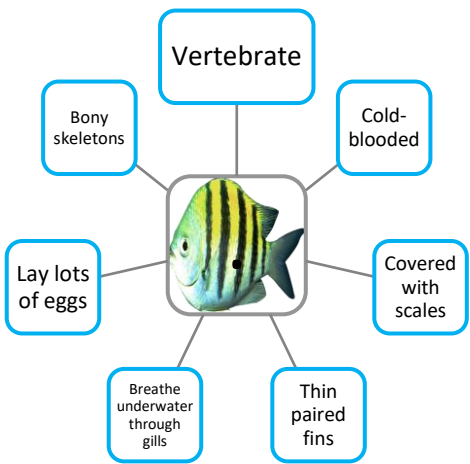 Vertebrate
Cold-
blooded
Covered
with
scales
Thin
paired
fins
Breathe
underwater
through
gills
Lay lots
of eggs
Bony
skeletons